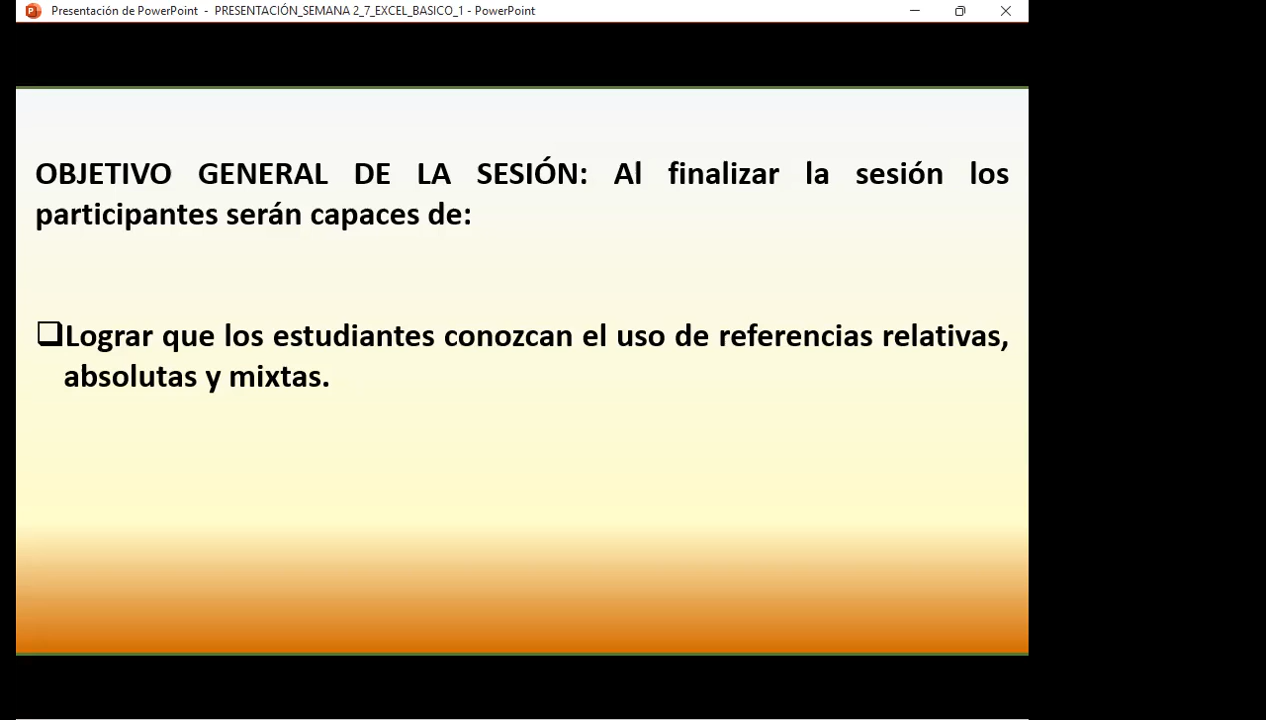 Presentación de PowerPoint - PRESENTACIÓN_SEMANA 2_7_EXCEL_BASICO_1 - PowerPoint
OBJETIVO GENERAL DE LA SESIÓN: Al finalizar la sesión los
participantes serán capaces de:
Lograr que los estudiantes conozcan el uso de referencias relativas,
absolutas y mixtas.